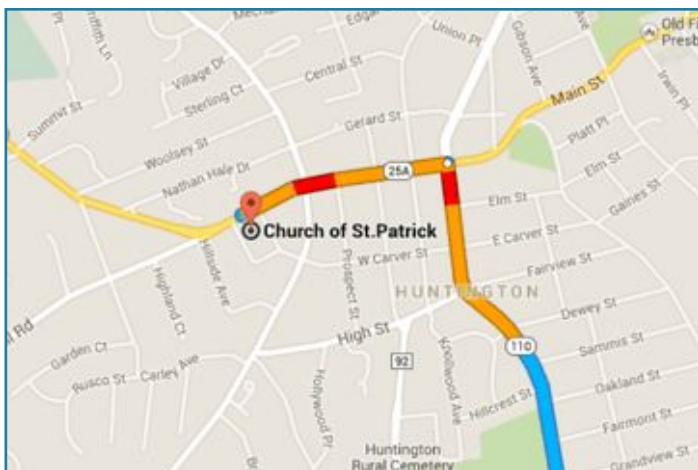 Griffith Ln
Edgar
Union Pl
Gibson Ave
Ave
Old Fi
Presb
Irwin Pl
Village Dr
Central St
Sterling Ct
Main St
Summit St
Woolsey St
Gerard St
Platt Pl
Nathan Hale Dr
25A
Elm St
Elm St
Gaines St
Church of St.Patrick
E Carver St
W Carver St
Hillside Ave
Highland Ct
Prospect St
Fairview St
HUNTINGTON
ll Rd
High St
Dewey St
110
Garden Ct
Sammis St
92
Knollwood Ave
Rusco St
Carley Ave
Hollywood Pl
Hillcrest St
Oakland St
Fairmont St
Huntington
Rural Cemetery
Grandview St